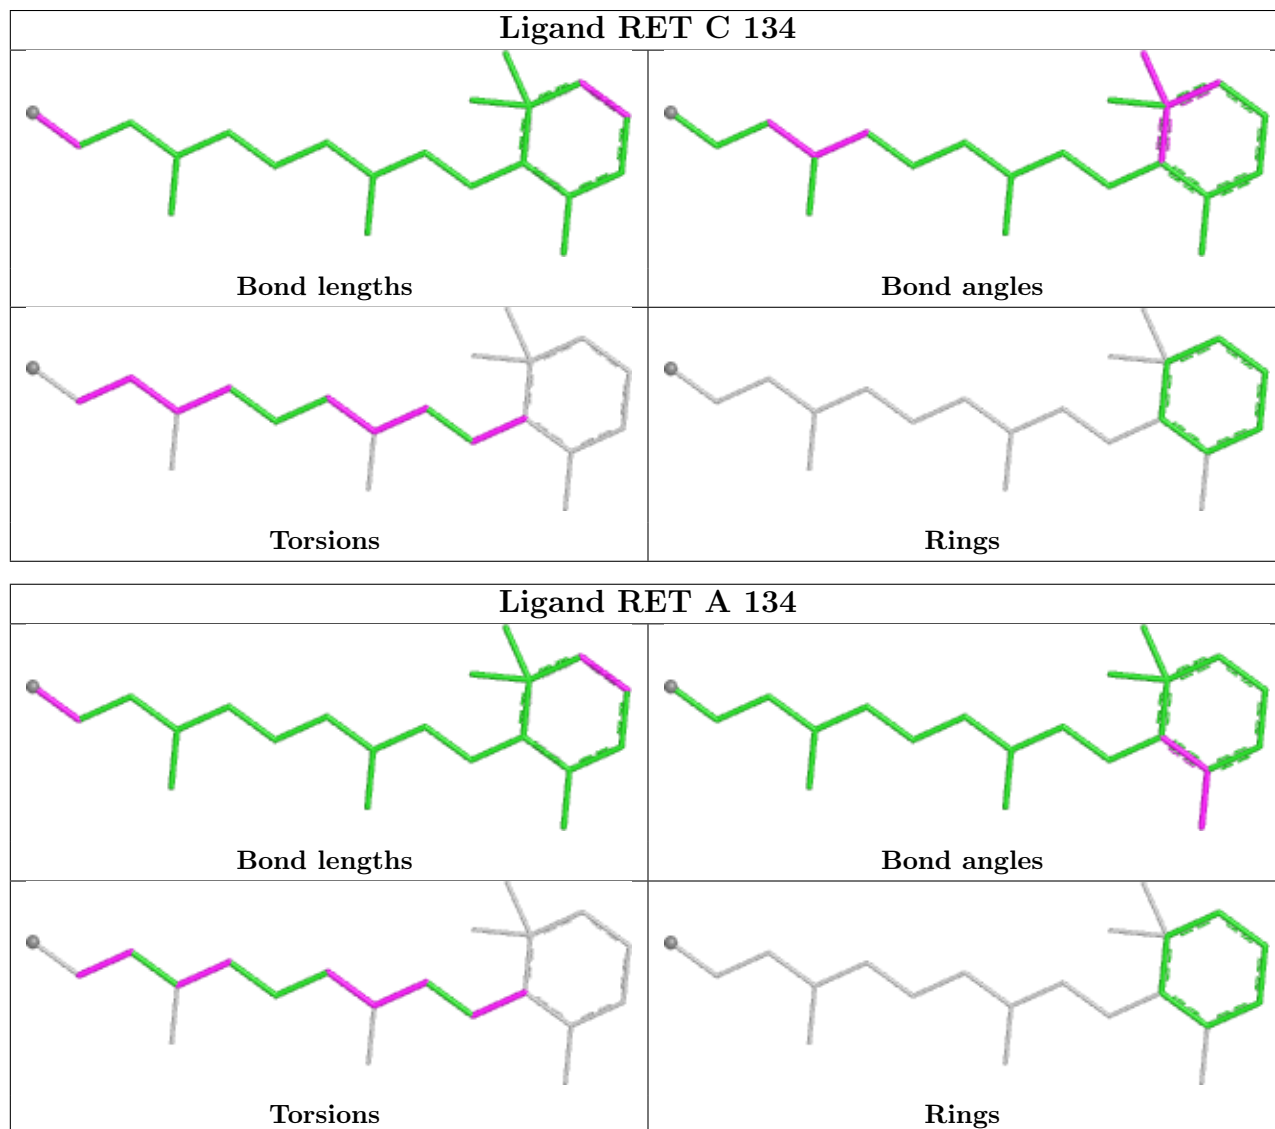 Ligand RET C 134
Bond lengths
Bond angles
Torsions
Rings
Ligand RET A 134
Bond lengths
Bond angles
Torsions
Rings